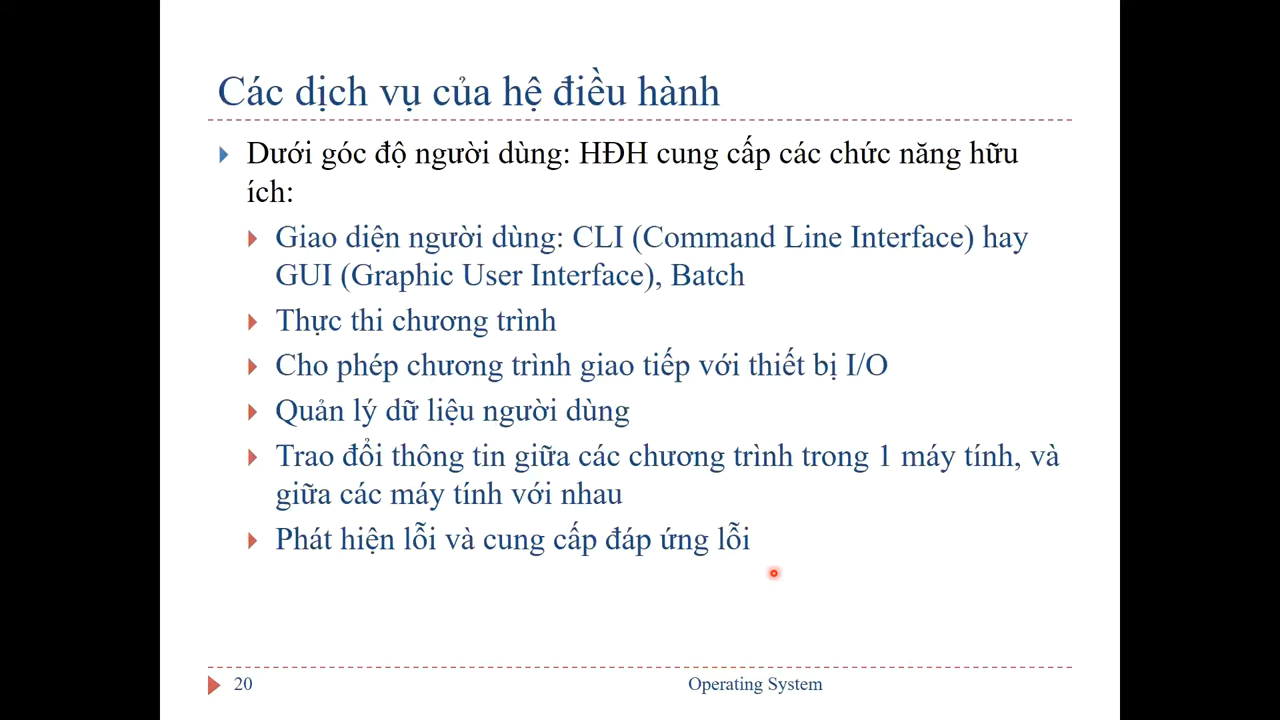 Các dịch vụ của hệ điều hành
Dưới góc độ người dùng: HĐH cung cấp các chức năng hữu
ích:
Giao diện người dùng: CLI (Command Line Interface) hay
GUI (Graphic User Interface), Batch
Thực thi chương trình
Cho phép chương trình giao tiếp với thiết bị I/O
Quản lý dữ liệu người dùng
Trao đổi thông tin giữa các chương trình trong 1 máy tính, và
giữa các máy tính với nhau
Phát hiện lỗi và cung cấp đáp ứng lỗi
20 Operating System